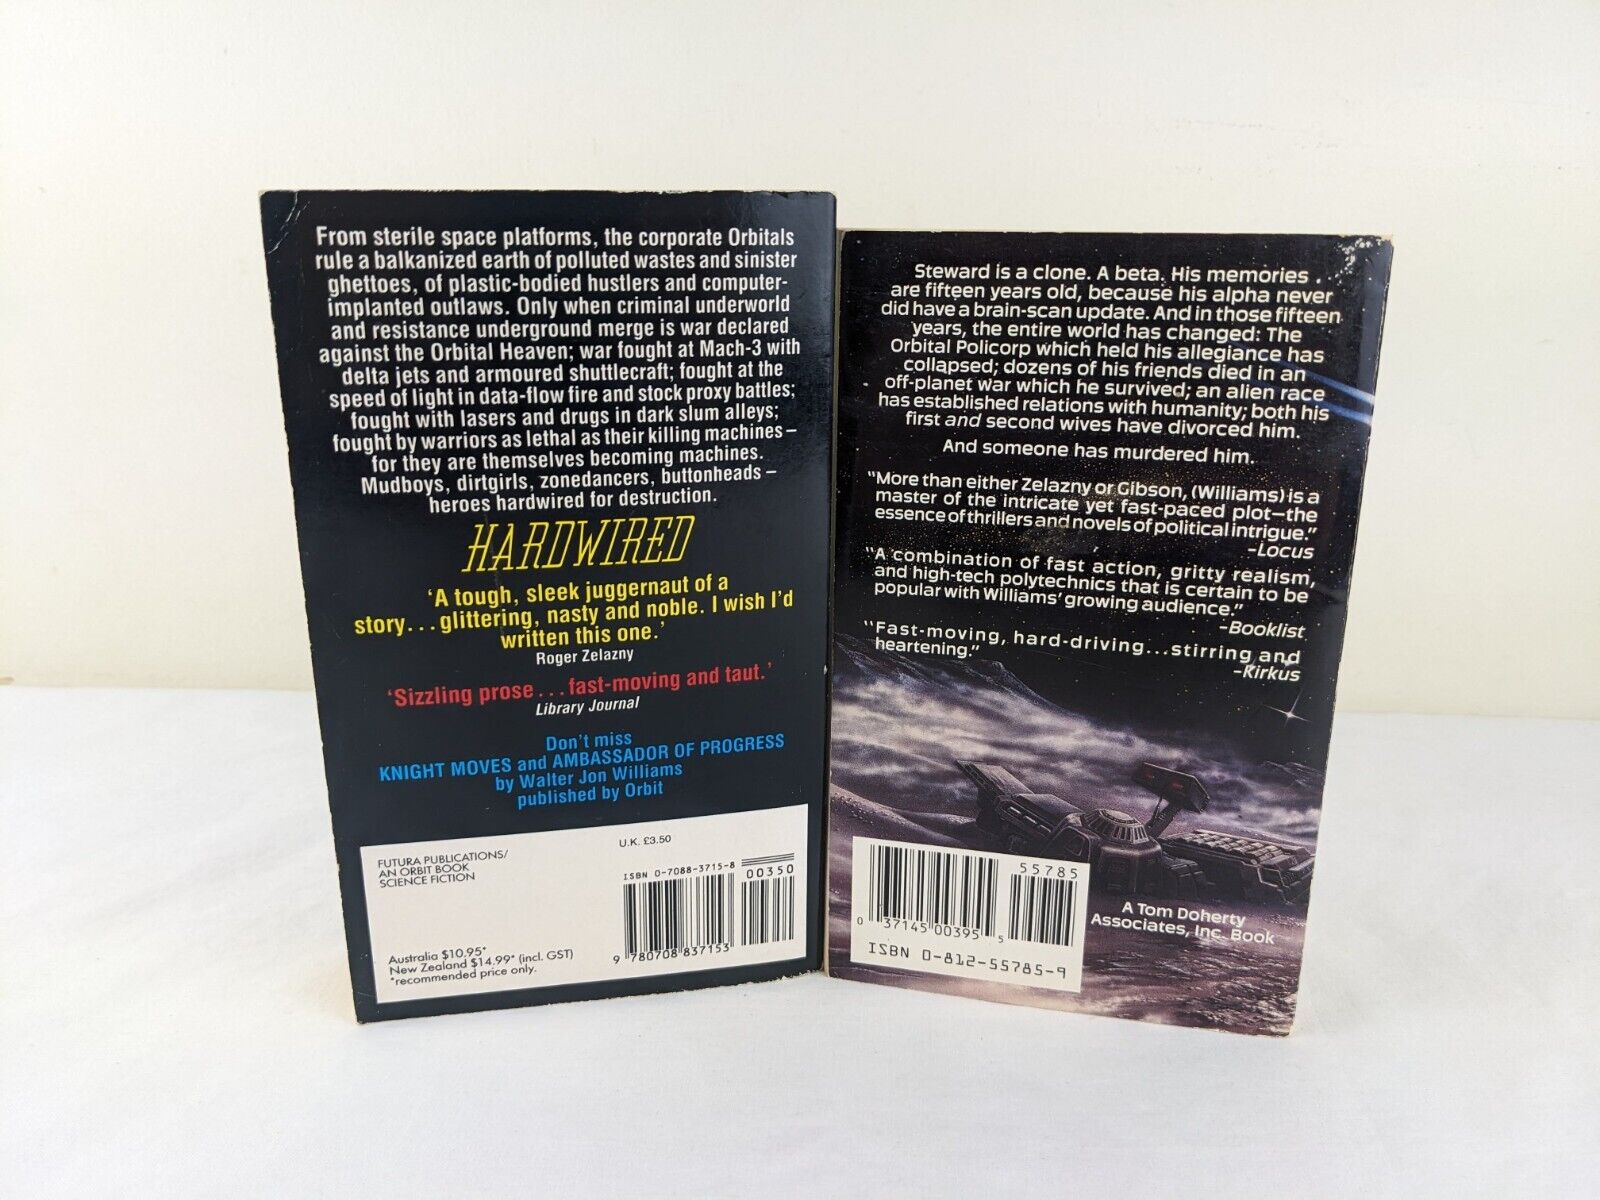 From sterile space platforms, the corporate Orbitals
rule a balkanized earth of polluted wastes and sinister
ghettoes, of plastic-bodied hustlers and computer-
implanted outlaws. Only when criminal underworld
and resistance underground merge is war declared
against the Orbital Heaven; war fought at Mach-3 with
delta jets and armoured shuttlecraft; fought at the
speed of light in data-flow fire and stock proxy battles;
fought with lasers and drugs in dark slum alleys;
fought by warriors as lethal as their killing machines –
for they are themselves becoming machines.
Mudboys, dirtgirls, zonedancers, buttonheads –
heroes hardwired for destruction.
HARDWIRED
'A tough, sleek juggernaut of a
story...glittering, nasty and noble. I wish I'd
written this one.'
Roger Zelazny
'Sizzling prose...fast-moving and taut.'
Library Journal
Don't miss
KNIGHT MOVES and AMBASSADOR OF PROGRESS
by Walter Jon Williams
published by Orbit
U.K. £3.50
FUTURA PUBLICATIONS/
AN ORBIT BOOK
SCIENCE FICTION
ISBN 0-7088-3715-8
00350
Australia $10.95*
New Zealand $14.99* (incl. GST)
*recommended price only.
9 780708 837153
Steward is a clone. A beta. His memories
are fifteen years old, because his alpha never
did have a brain-scan update. And in those fifteen
years, the entire world has changed: The
Orbital Policorp which held his allegiance has
collapsed; dozens of his friends died in an
off-planet war which he survived; an alien race
has established relations with humanity; both his
first and second wives have divorced him.
And someone has murdered him.
"More than either Zelazny or Gibson, (Williams) is a
master of the intricate yet fast-paced plot—the
essence of thrillers and novels of political intrigue."
-Locus
"A combination of fast action, gritty realism,
and high-tech polytechnics that is certain to be
popular with Williams' growing audience."
-Booklist
"Fast-moving, hard-driving...stirring and
heartening."
-Kirkus
55785
0 37145 00395 5
ISBN 0-812-55785-9
A Tom Doherty
Associates, Inc. Book